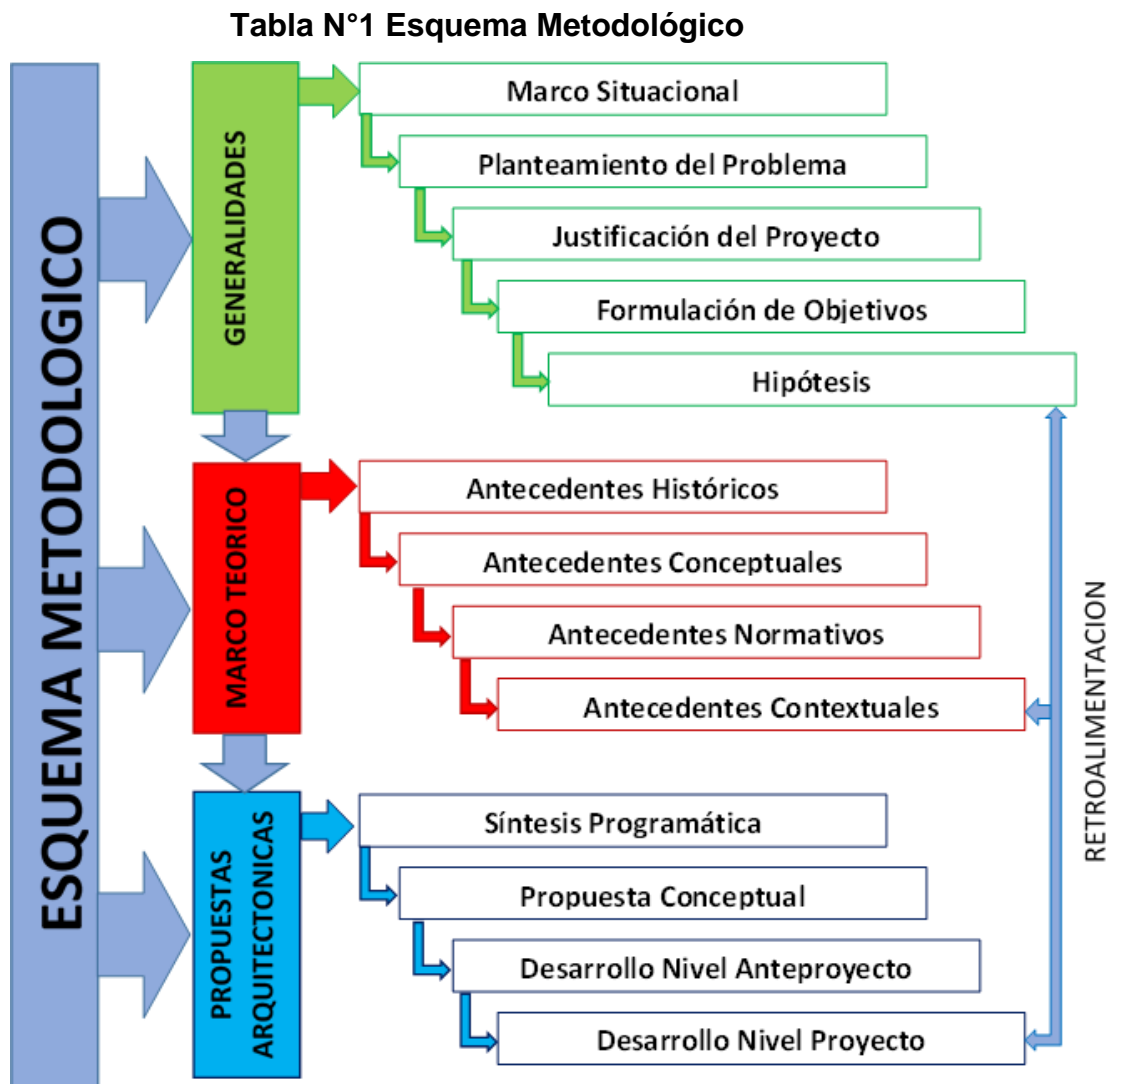 Tabla N°1 Esquema Metodológico
ESQUEMA METODOLOGICO
GENERALIDADES
Marco Situacional
Planteamiento del Problema
Justificación del Proyecto
Formulación de Objetivos
Hipótesis
MARCO TEORICO
Antecedentes Históricos
Antecedentes Conceptuales
Antecedentes Normativos
Antecedentes Contextuales
PROPUESTAS
ARQUITECTONICAS
Síntesis Programática
Propuesta Conceptual
Desarrollo Nivel Anteproyecto
Desarrollo Nivel Proyecto
RETROALIMENTACION